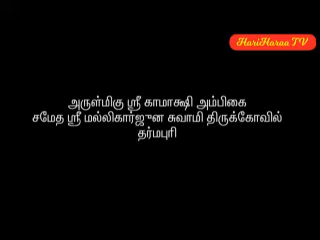 HariHaraa TV
அருள்மிகு ஸ்ரீ காமாக்ஷி அம்பிகை
சமேத ஸ்ரீ மல்லிகார்ஜுன சுவாமி திருக்கோவில்
தர்மபுரி